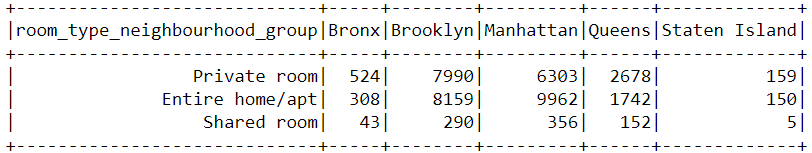 +----------------------------+-----+--------+---------+------+-------------+
|room_type_neighbourhood_group|Bronx|Brooklyn|Manhattan|Queens|Staten Island|
+----------------------------+-----+--------+---------+------+-------------+
|                Private room|  524|    7990|     6303|  2678|          159|
|             Entire home/apt|  308|    8159|     9962|  1742|          150|
|                 Shared room|   43|     290|      356|   152|            5|
+----------------------------+-----+--------+---------+------+-------------+